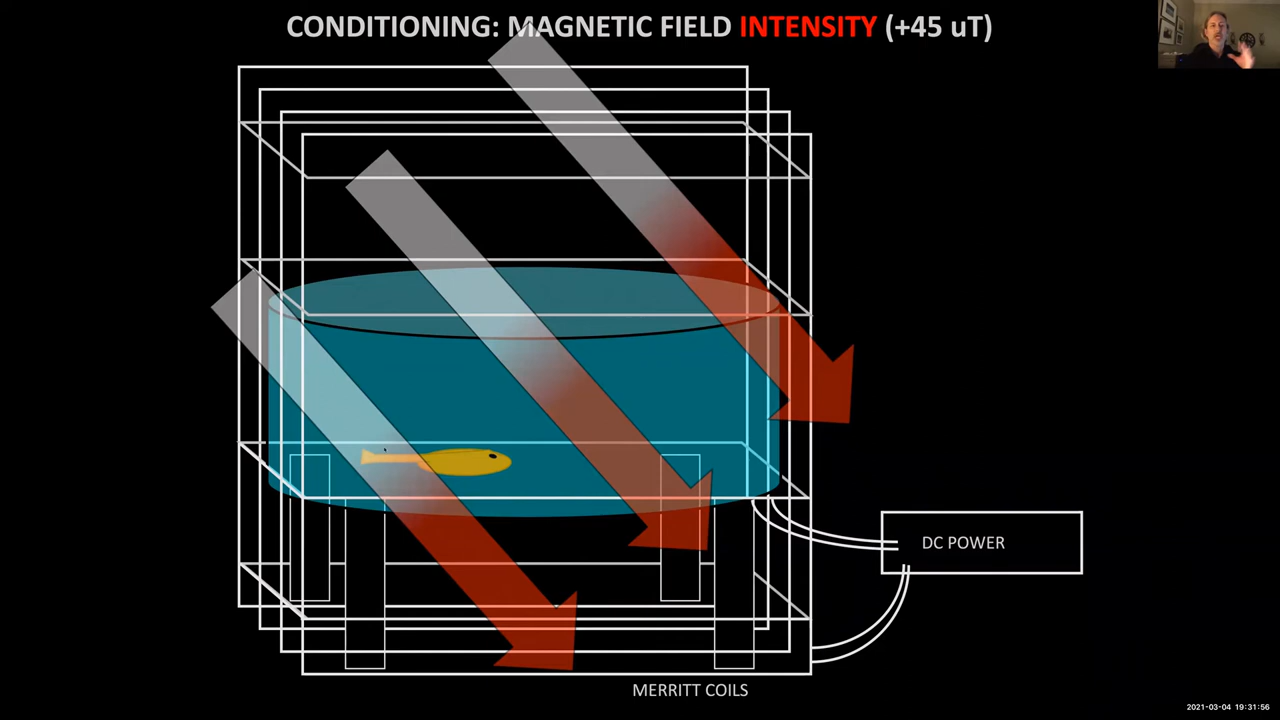 CONDITIONING: MAGNETIC FIELD INTENSITY (+45 uT)
DC POWER
MERRITT COILS
2021-03-04 19:31:56